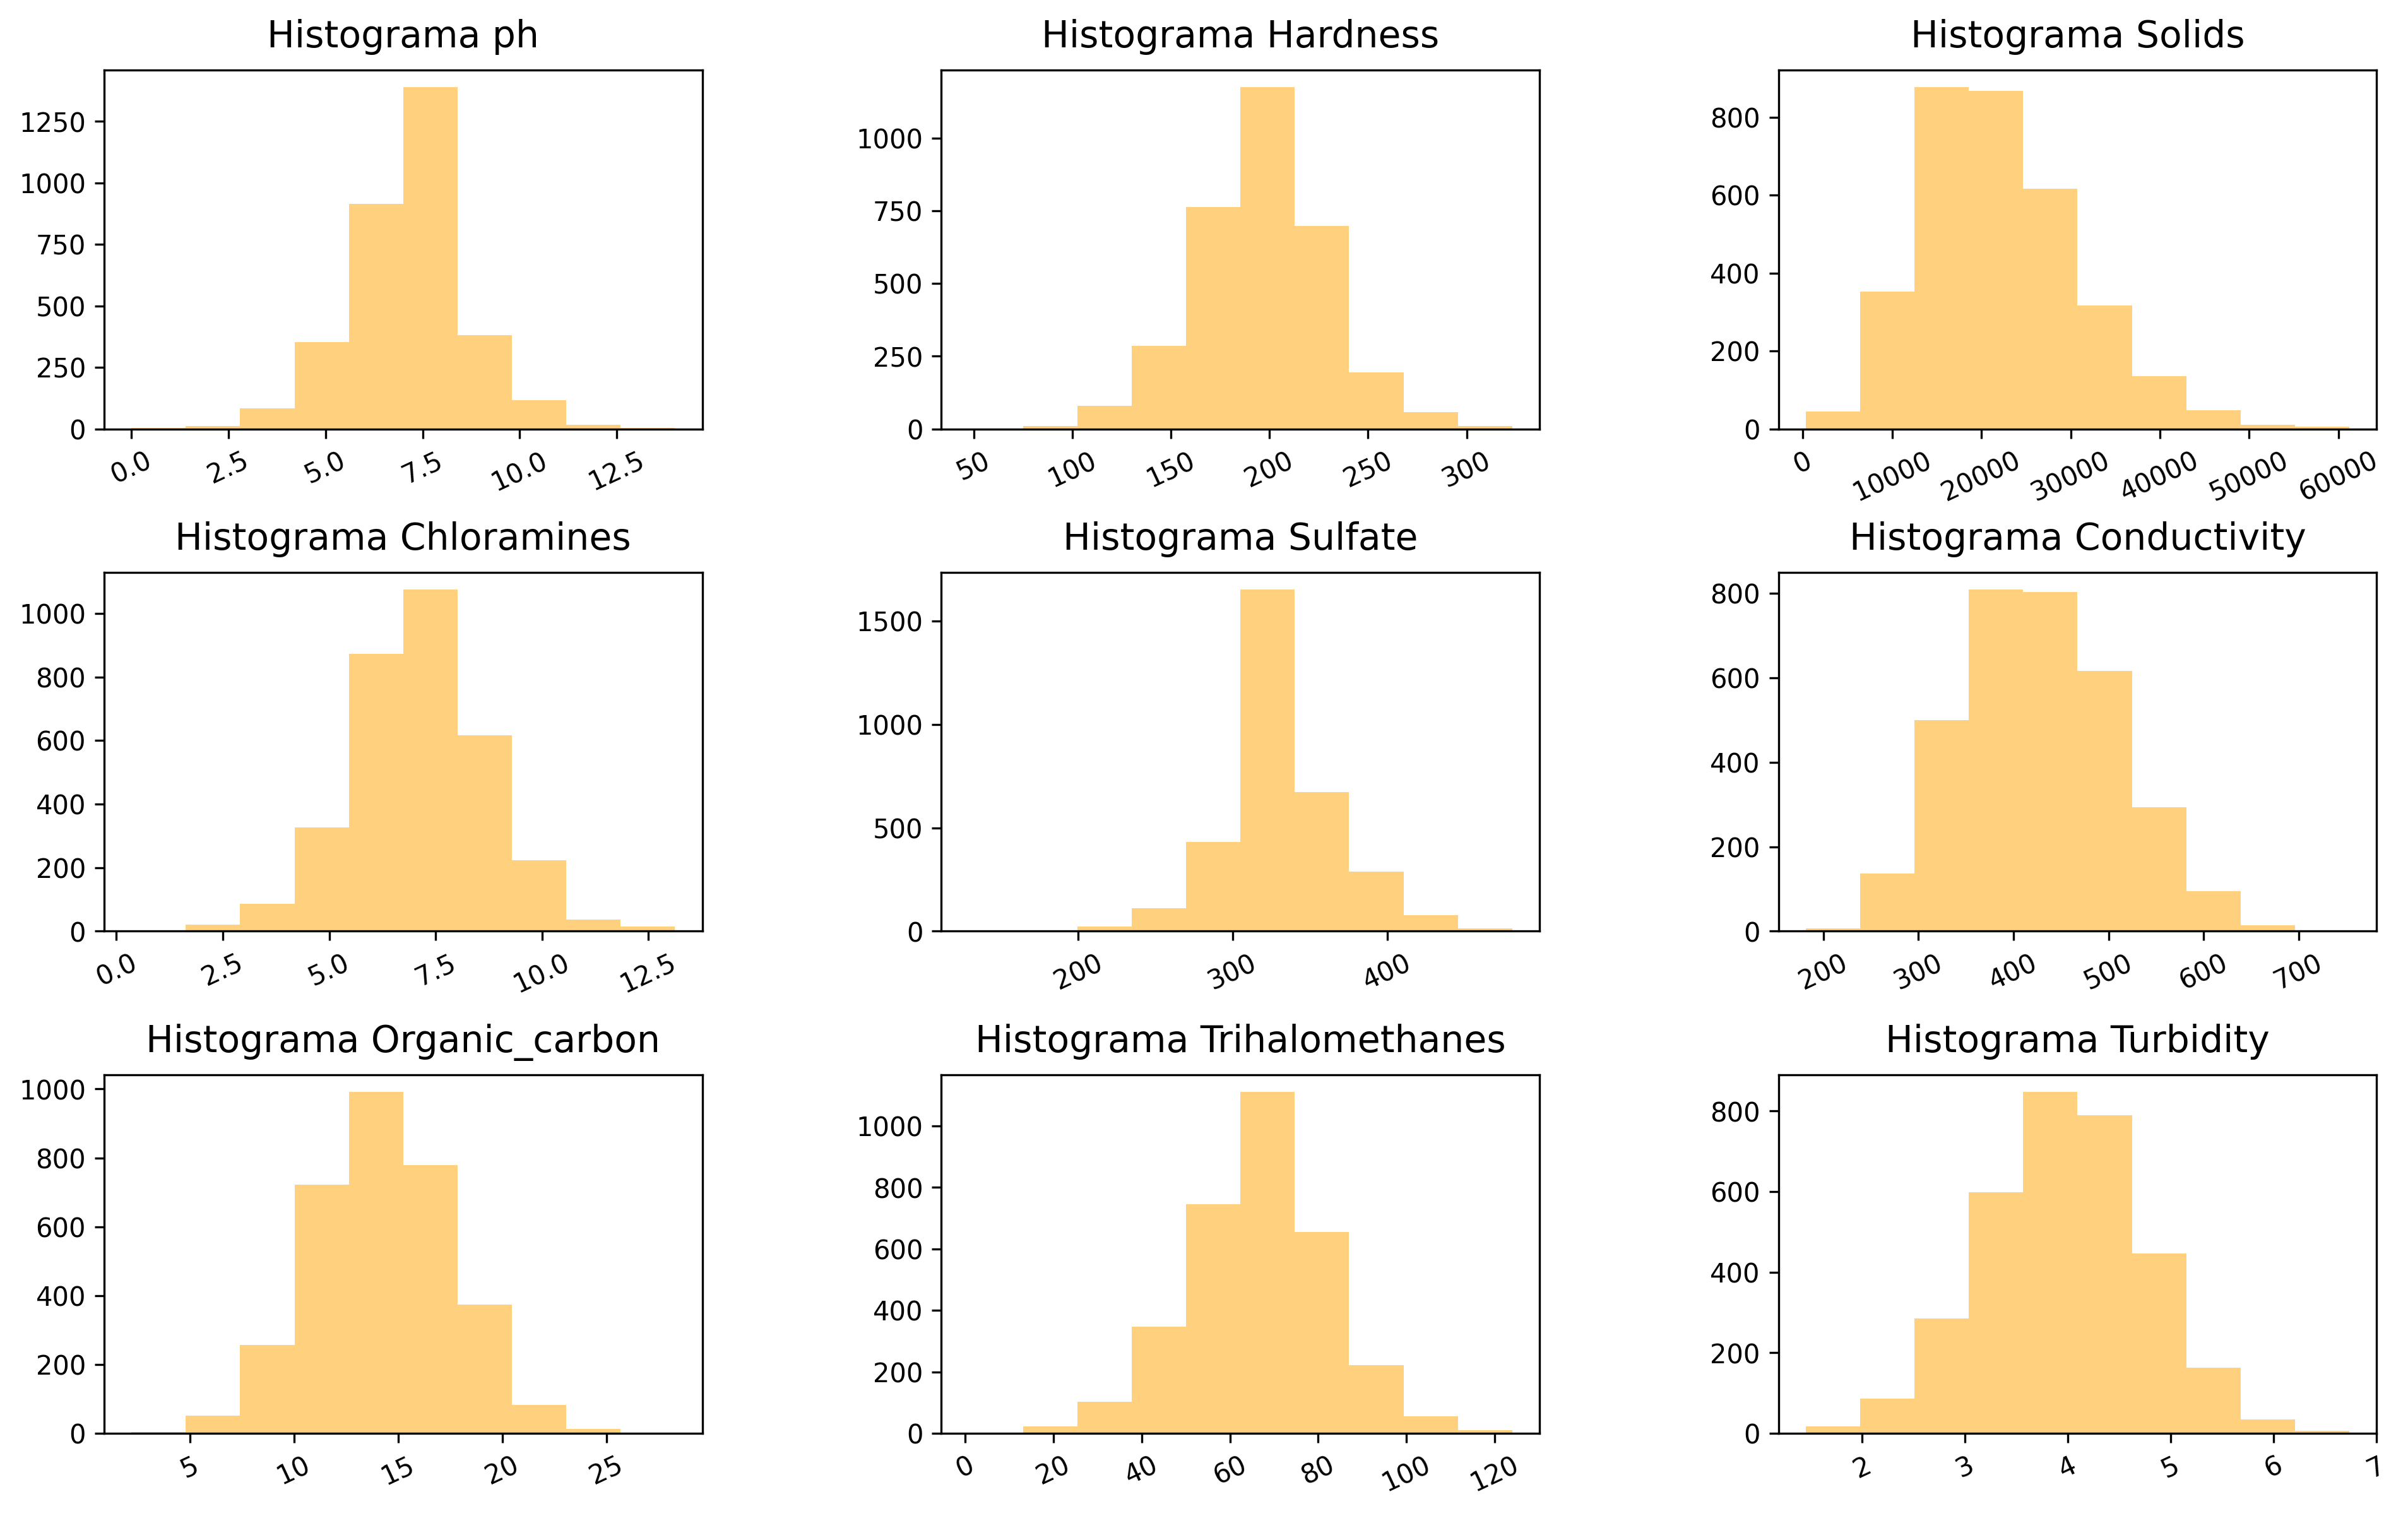 Histograma ph
1250
1000
750
500
250
0
0.0 2.5 5.0 7.5 10.0 12.5
Histograma Hardness
1000
750
500
250
0
50 100 150 200 250 300
Histograma Solids
800
600
400
200
0
0 10000 20000 30000 40000 50000 60000
Histograma Chloramines
1000
800
600
400
200
0
0.0 2.5 5.0 7.5 10.0 12.5
Histograma Sulfate
1500
1000
500
0
200 300 400
Histograma Conductivity
800
600
400
200
0
200 300 400 500 600 700
Histograma Organic_carbon
1000
800
600
400
200
0
5 10 15 20 25
Histograma Trihalomethanes
1000
800
600
400
200
0
0 20 40 60 80 100 120
Histograma Turbidity
800
600
400
200
0
2 3 4 5 6 7